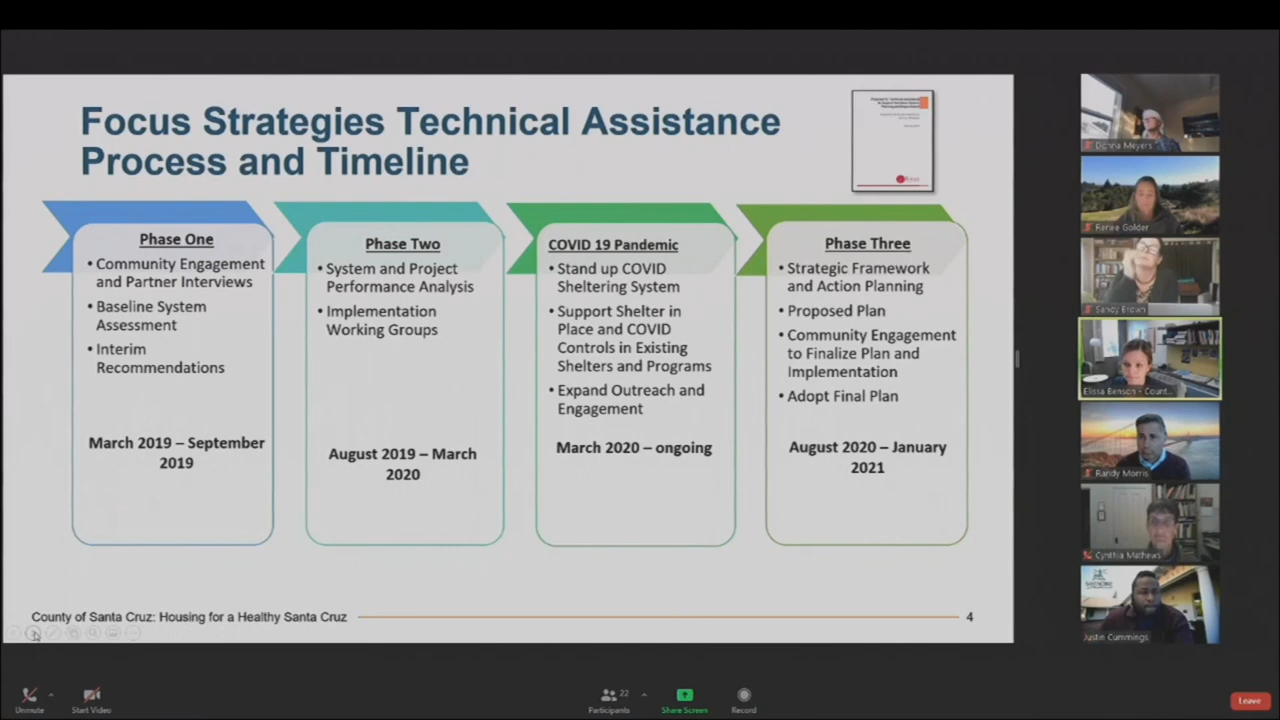 Focus Strategies Technical Assistance
Process and Timeline
Phase One
• Community Engagement
and Partner Interviews
• Baseline System
Assessment
• Interim
Recommendations
March 2019 – September
2019
Phase Two
• System and Project
Performance Analysis
• Implementation
Working Groups
August 2019 – March
2020
COVID 19 Pandemic
• Stand up COVID
Sheltering System
• Support Shelter in
Place and COVID
Controls in Existing
Shelters and Programs
• Expand Outreach and
Engagement
March 2020 – ongoing
Phase Three
• Strategic Framework
and Action Planning
• Proposed Plan
• Community Engagement
to Finalize Plan and
Implementation
• Adopt Final Plan
August 2020 – January
2021
County of Santa Cruz: Housing for a Healthy Santa Cruz
4
Donna Meyers
Renee Golder
Sandy Brown
Elissa Benson - Count...
Randy Morris
Cynthia Mathews
Justin Cummings
Unmute
Start Video
22
Participants
Share Screen
Record
Leave